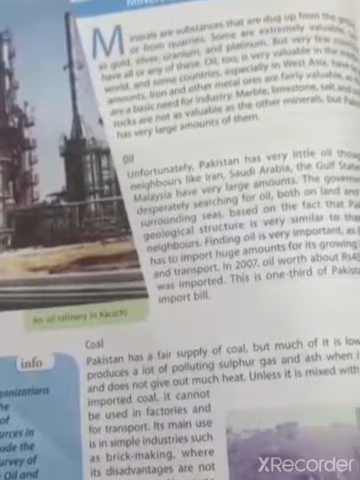 Minerals are substances that are dug up from the
or from quarries. Some are extremely valuable,
as gold, silver, uranium, and platinum. But very few
have all or any of these. Oil, too, is very valuable in the
world, and some countries, especially in West Asia, have
amounts. Iron and other metal ores are fairly valuable,
are a basic need for industry. Marble, limestone, salt and
rocks are not as valuable as the other minerals, but
has very large amounts of them.
Oil
Unfortunately, Pakistan has very little oil
neighbours like Iran, Saudi Arabia, the Gulf
Malaysia have very large amounts. The
desperately searching for oil, both on land
surrounding seas, based on the fact that
geological structure is very similar to
neighbours. Finding oil is very important, as
has to import huge amounts for its growing
and transport. In 2007, oil worth about
was imported. This is one-third of
import bill.
An oil refinery in Karachi
Coal
Pakistan has a fair supply of coal, but much of it is low
produces a lot of polluting sulphur gas and ash when
and does not give out much heat. Unless it is mixed with
imported coal, it cannot
be used in factories and
for transport. Its main use
is in simple industries such
as brick-making, where
its disadvantages are not
info
of
Oil and
XRecorder